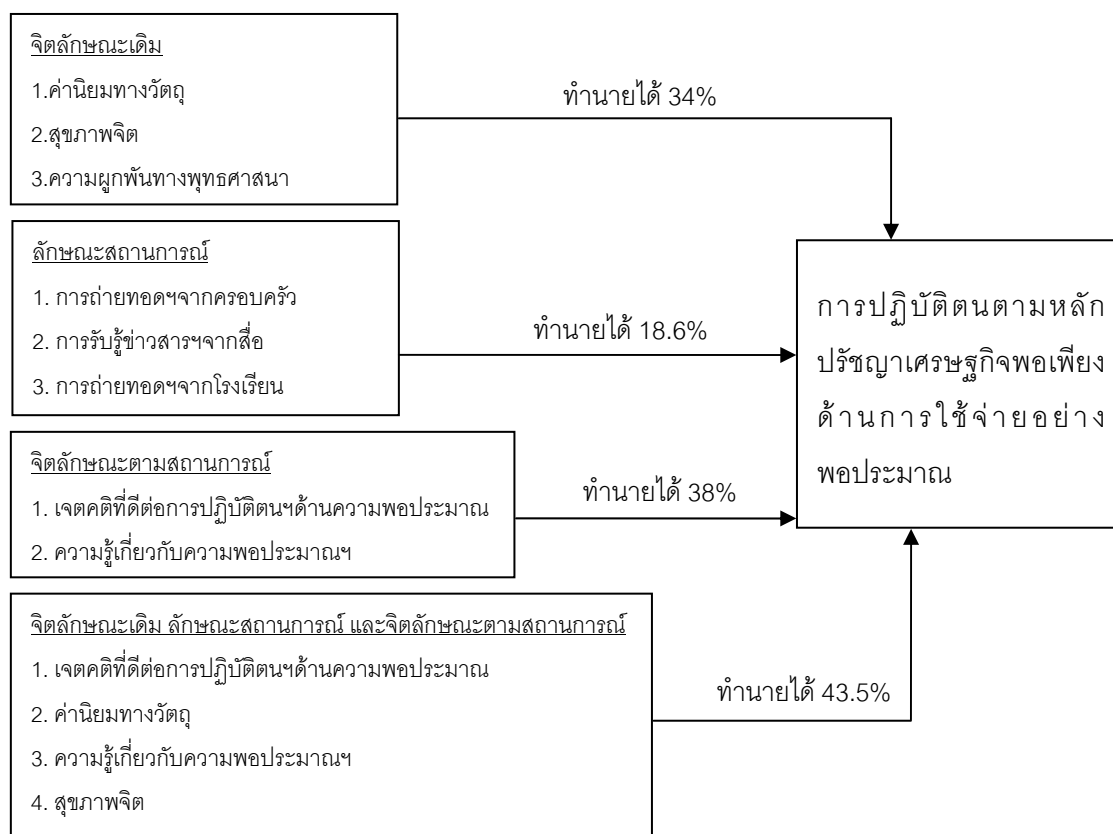 จิตลักษณะเดิม
1.ค่านิยมทางวัตถุ
2.สุขภาพจิต
3.ความผูกพันทางพุทธศาสนา
ทำนายได้ 34%
ลักษณะสถานการณ์
1. การถ่ายทอดฯจากครอบครัว
2. การรับรู้ข่าวสารฯจากสื่อ
3. การถ่ายทอดฯจากโรงเรียน
ทำนายได้ 18.6%
จิตลักษณะตามสถานการณ์
1. เจตคติที่ดีต่อการปฏิบัติตนฯด้านความพอประมาณ
2. ความรู้เกี่ยวกับความพอประมาณฯ
ทำนายได้ 38%
จิตลักษณะเดิม ลักษณะสถานการณ์ และจิตลักษณะตามสถานการณ์
1. เจตคติที่ดีต่อการปฏิบัติตนฯด้านความพอประมาณ
2. ค่านิยมทางวัตถุ
3. ความรู้เกี่ยวกับความพอประมาณฯ
4. สุขภาพจิต
ทำนายได้ 43.5%
การปฏิบัติตนตามหลัก
ปรัชญาเศรษฐกิจพอเพียง
ด้านการใช้จ่ายอย่าง
พอประมาณ